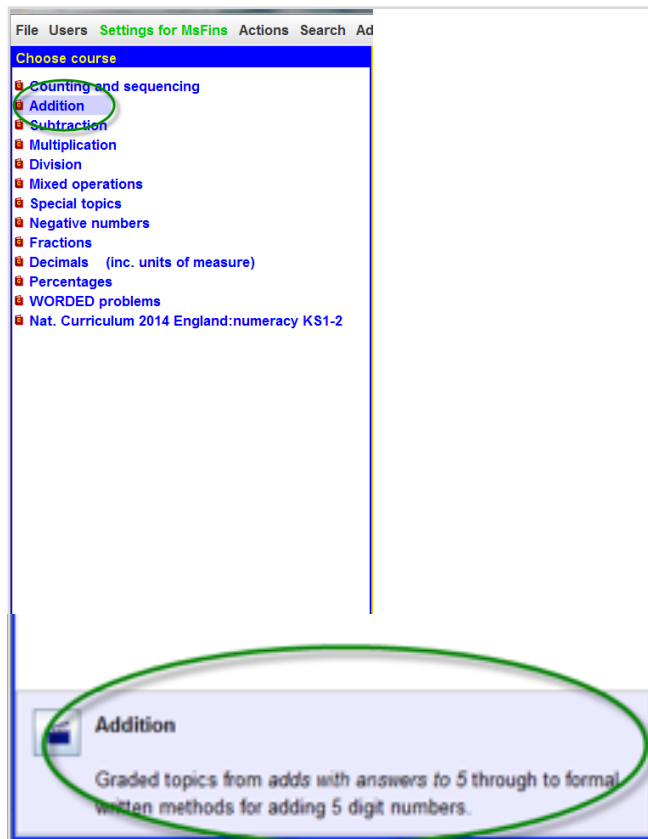 File Users Settings for MsFins Actions Search Ad
Choose course
Counting and sequencing
Addition
Subtraction
Multiplication
Division
Mixed operations
Special topics
Negative numbers
Fractions
Decimals (inc. units of measure)
Percentages
WORDED problems
Nat. Curriculum 2014 England:numeracy KS1-2
Addition
Graded topics from adds with answers to 5 through to formal
written methods for adding 5 digit numbers.